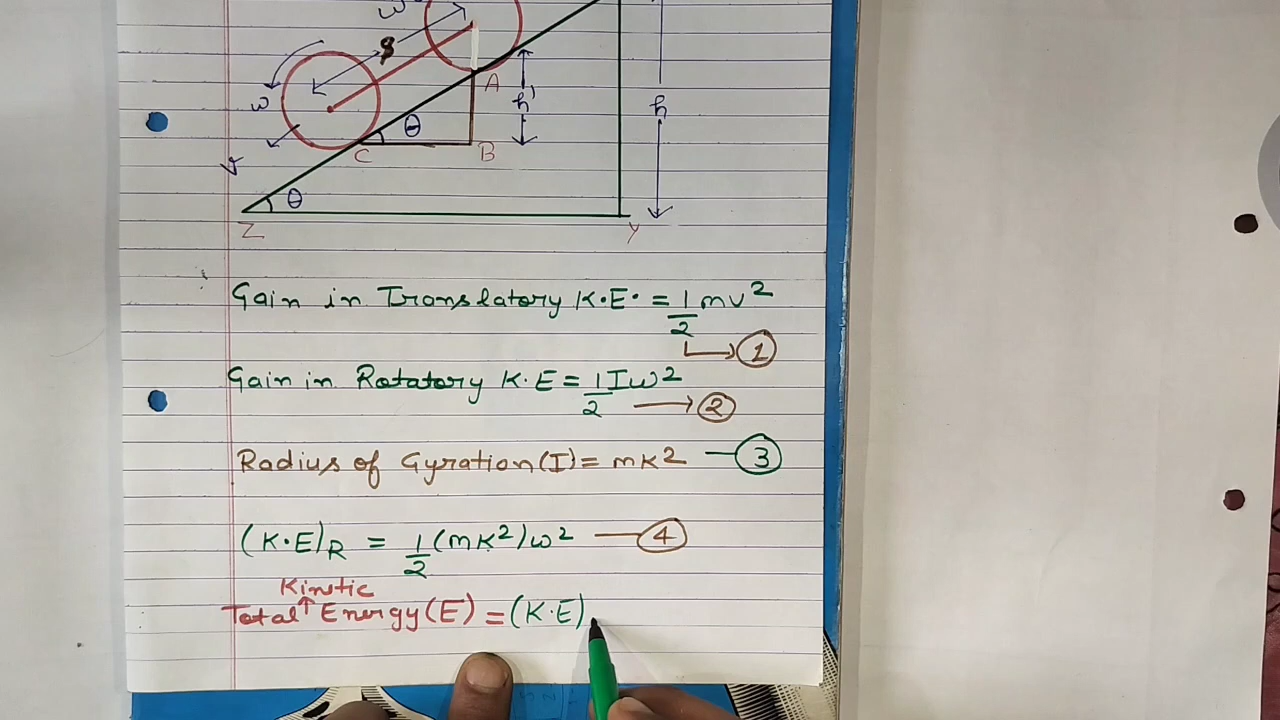 ω
S
A
h'
h
ω
θ
C
B
v
θ
Z
Y
Gain in Translatory K.E. = 1/2 mv²
→ 1
Gain in Rotatory K.E = 1/2 Iω²
→ 2
Radius of Gyration (I) = mK² — 3
(K.E)R = 1/2 (mK²)ω² — 4
Kinetic
Total ↑ Energy (E) = (K.E)